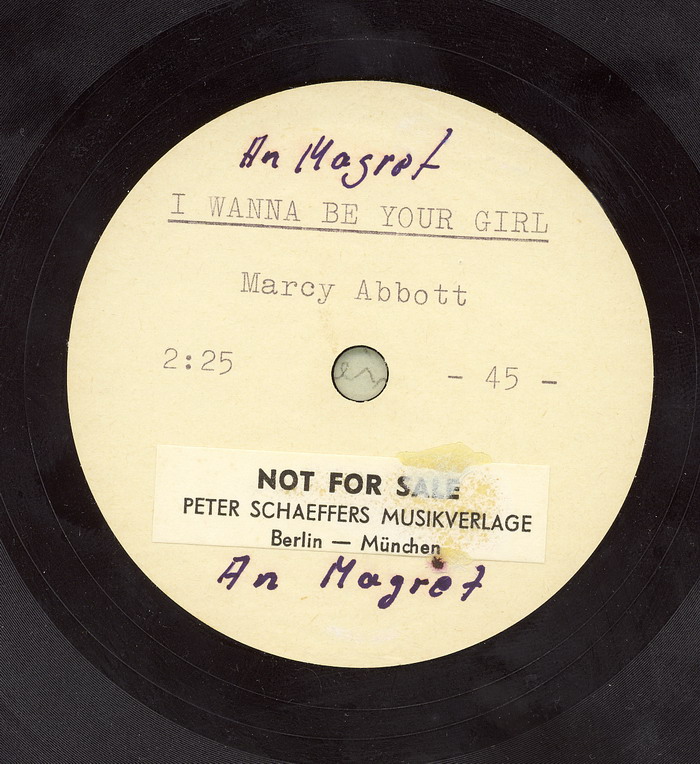 An Magret
I WANNA BE YOUR GIRL
Marcy Abbott
2:25
- 45 -
NOT FOR SALE
PETER SCHAEFFERS MUSIKVERLAGE
Berlin — München
An Magret